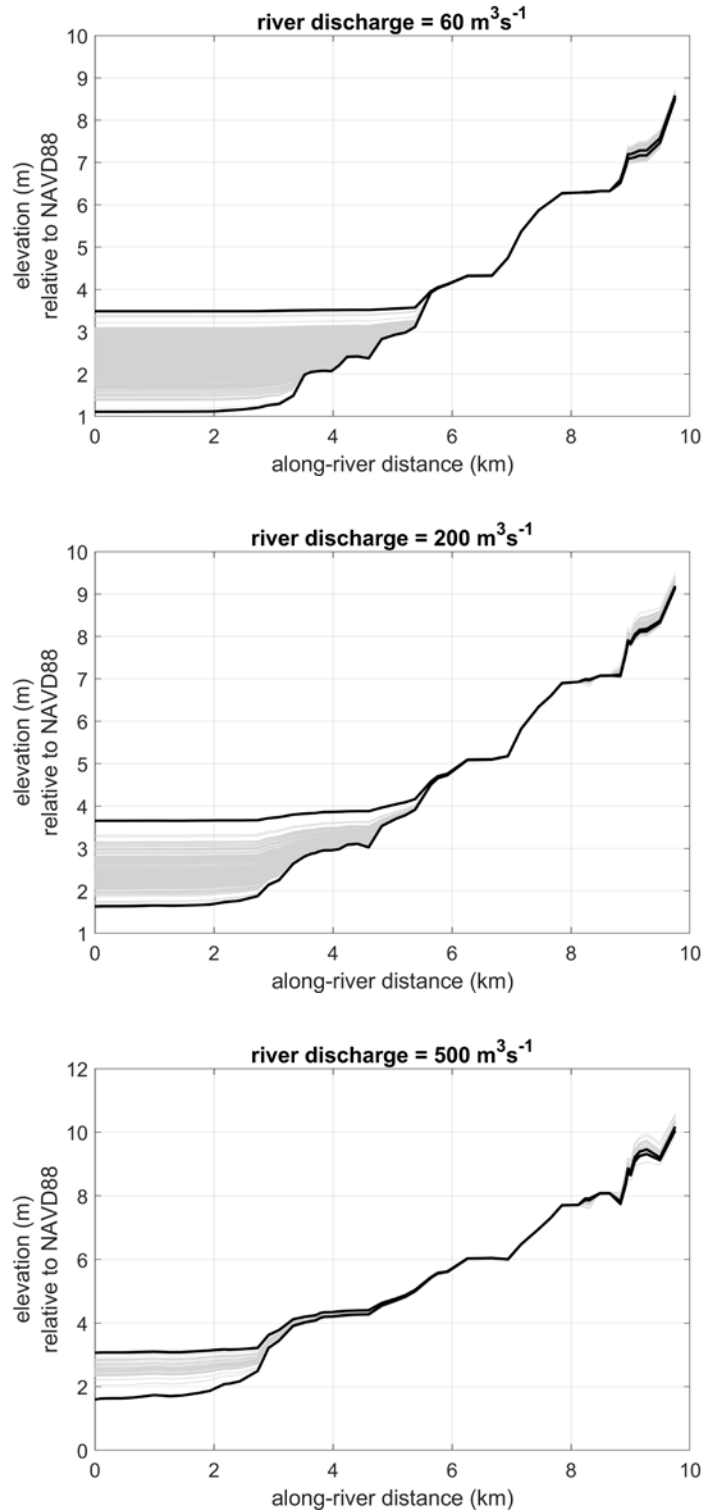 river discharge = 60 m³s⁻¹
10
9
8
7
6
5
4
3
2
1
elevation (m)
relative to NAVD88
0 2 4 6 8 10
along-river distance (km)
river discharge = 200 m³s⁻¹
10
9
8
7
6
5
4
3
2
1
elevation (m)
relative to NAVD88
0 2 4 6 8 10
along-river distance (km)
river discharge = 500 m³s⁻¹
12
10
8
6
4
2
0
elevation (m)
relative to NAVD88
0 2 4 6 8 10
along-river distance (km)